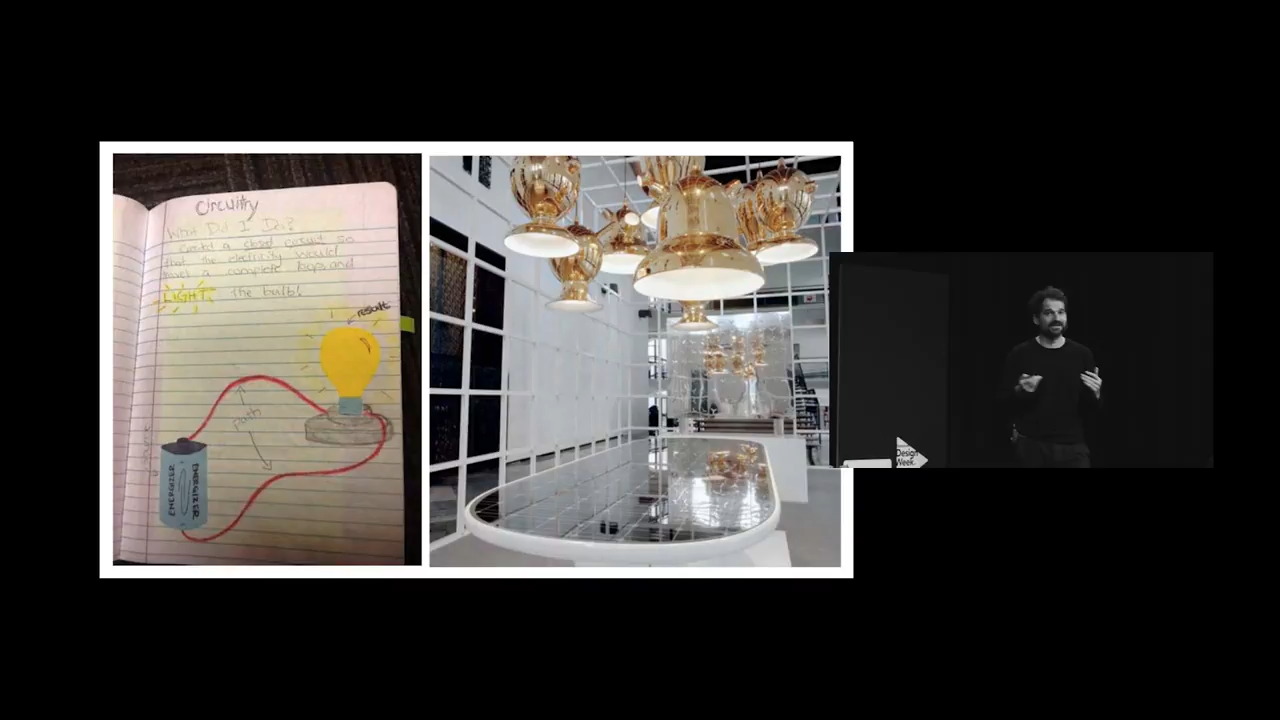 Circuitry
What Did I Do?
created a closed circuit so
that the electricity would
travel a complete loop and
LIGHT the bulb!
result
path
ENERGIZER
ENERGIZER
Design
Week.